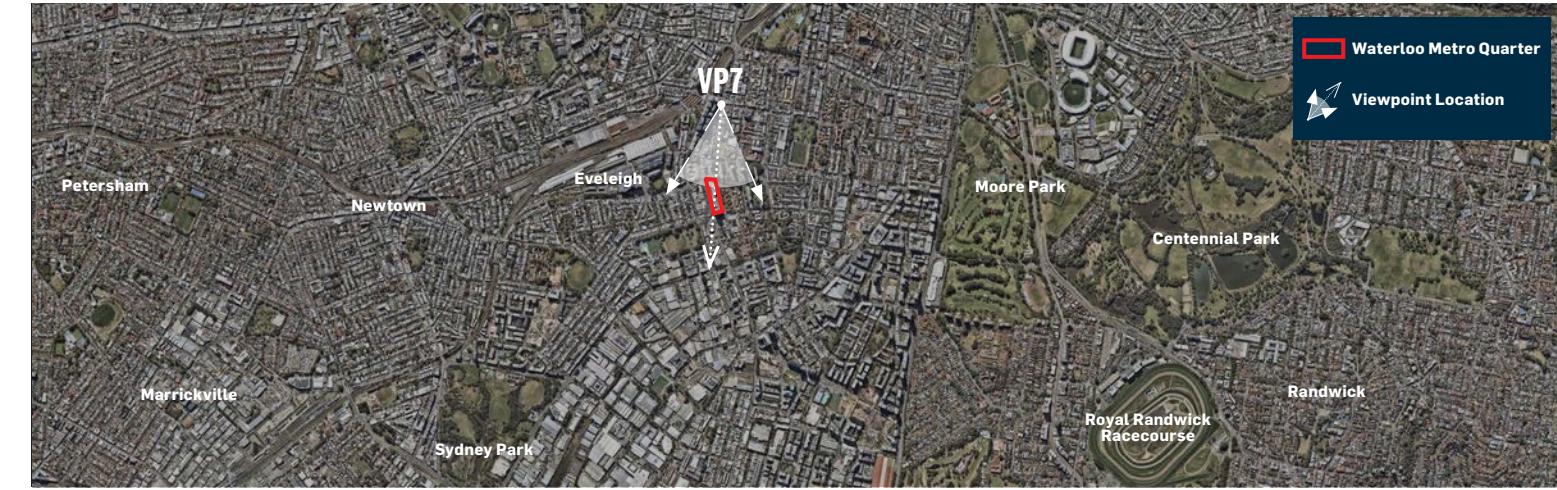 Waterloo Metro Quarter
VP7
Viewpoint Location
Petersham
Eveleigh
Moore Park
Newtown
Centennial Park
Marrickville
Randwick
Royal Randwick
Racecourse
Sydney Park